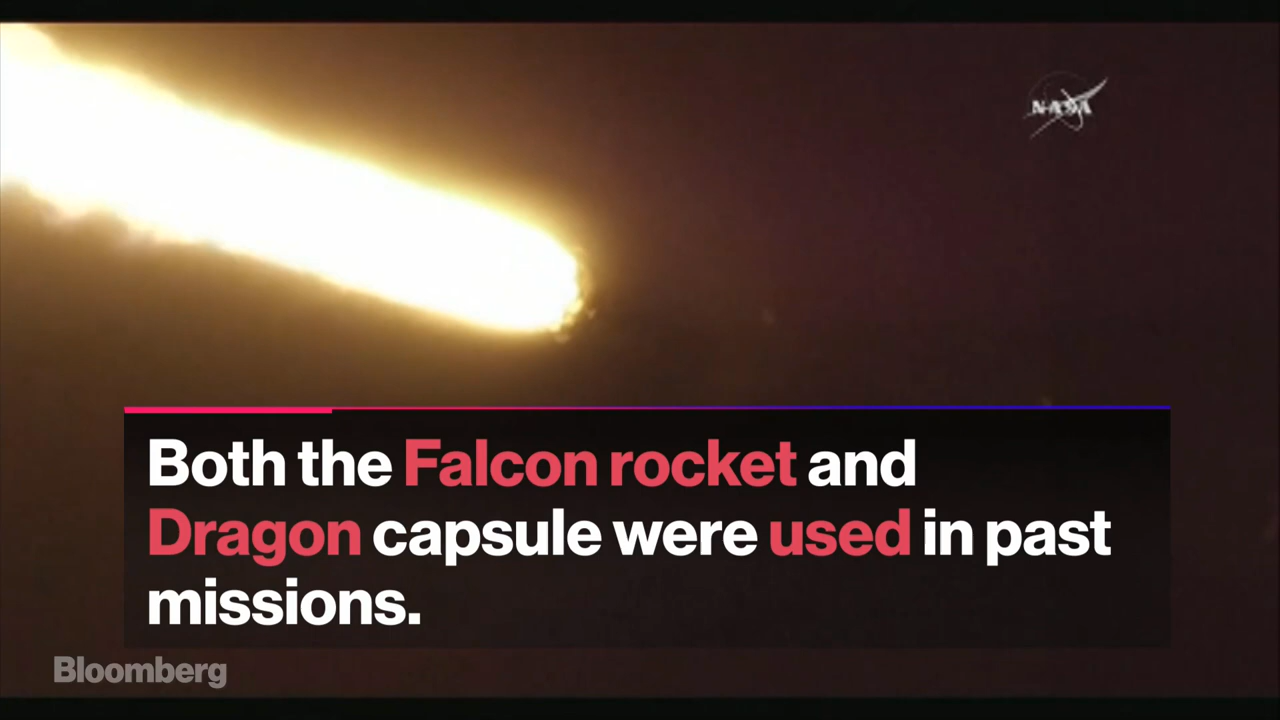 NASA
Both the Falcon rocket and
Dragon capsule were used in past
missions.
Bloomberg